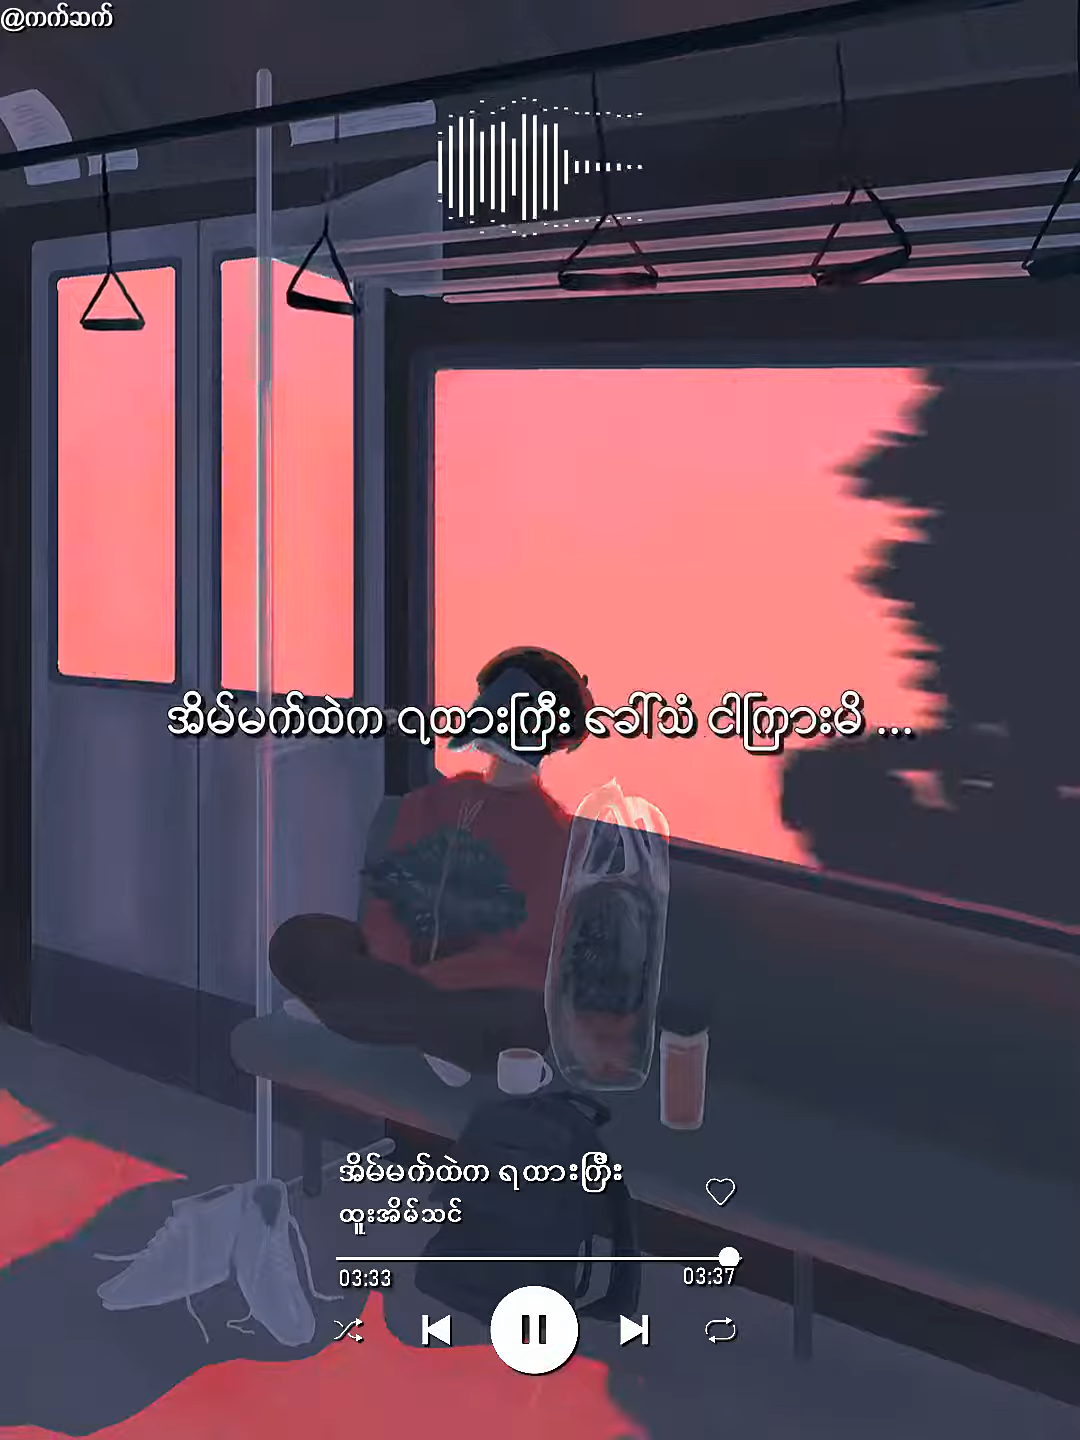 @ကက်ဆက်
အိမ်မက်ထဲက ရထားကြီး ခေါ်သံ ငါကြားမိ ...
အိမ်မက်ထဲက ရထားကြီး
ထူးအိမ်သင်
03:33 03:37